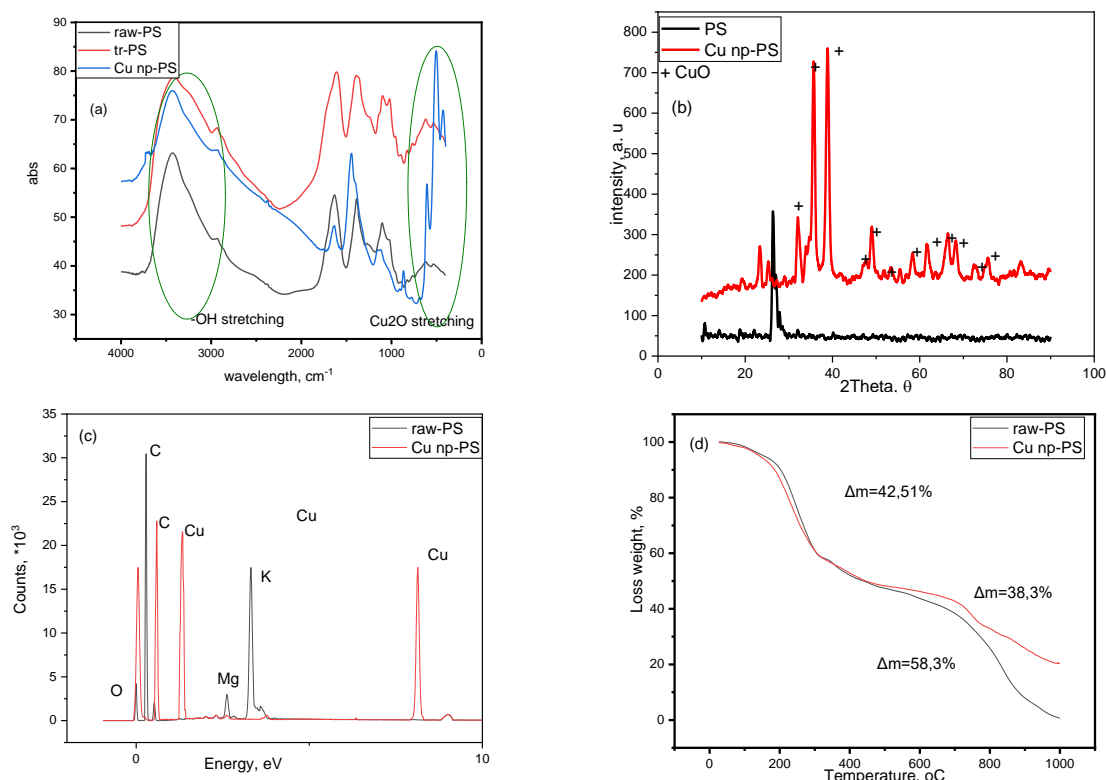 90
80
70
60
50
40
30
abs
raw-PS
tr-PS
Cu np-PS
(a)
-OH stretching
Cu2O stretching
4000 3000 2000 1000 0
wavelength, cm-1
800
700
600
500
400
300
200
100
0
intensity, a. u
PS
Cu np-PS
+ CuO
(b)
0 20 40 60 80 100
2Theta, θ
35
30
25
20
15
10
5
0
Counts, *10³
(c)
raw-PS
Cu np-PS
C
C
Cu
Cu
K
Cu
Mg
O
0 10
Energy, eV
100
80
60
40
20
0
Loss weight, %
(d)
raw-PS
Cu np-PS
Δm=42,51%
Δm=38,3%
Δm=58,3%
0 200 400 600 800 1000
Temperature, oC